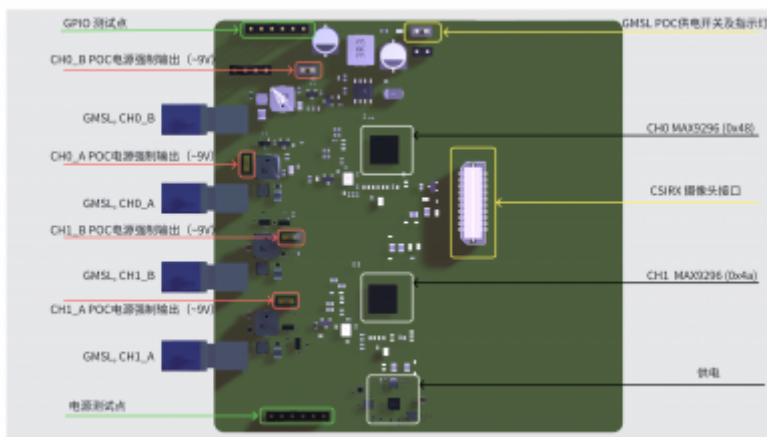 GPIO 测试点
GMSL POC供电开关及指示灯
CH0_B POC电源强制输出（~9V）
GMSL, CH0_B
CH0 MAX9296 (0x48)
CH0_A POC电源强制输出（~9V）
CSIRX 摄像头接口
GMSL, CH0_A
CH1_B POC电源强制输出（~9V）
GMSL, CH1_B
CH1 MAX9296 (0x4a)
CH1_A POC电源强制输出（~9V）
GMSL, CH1_A
供电
电源测试点